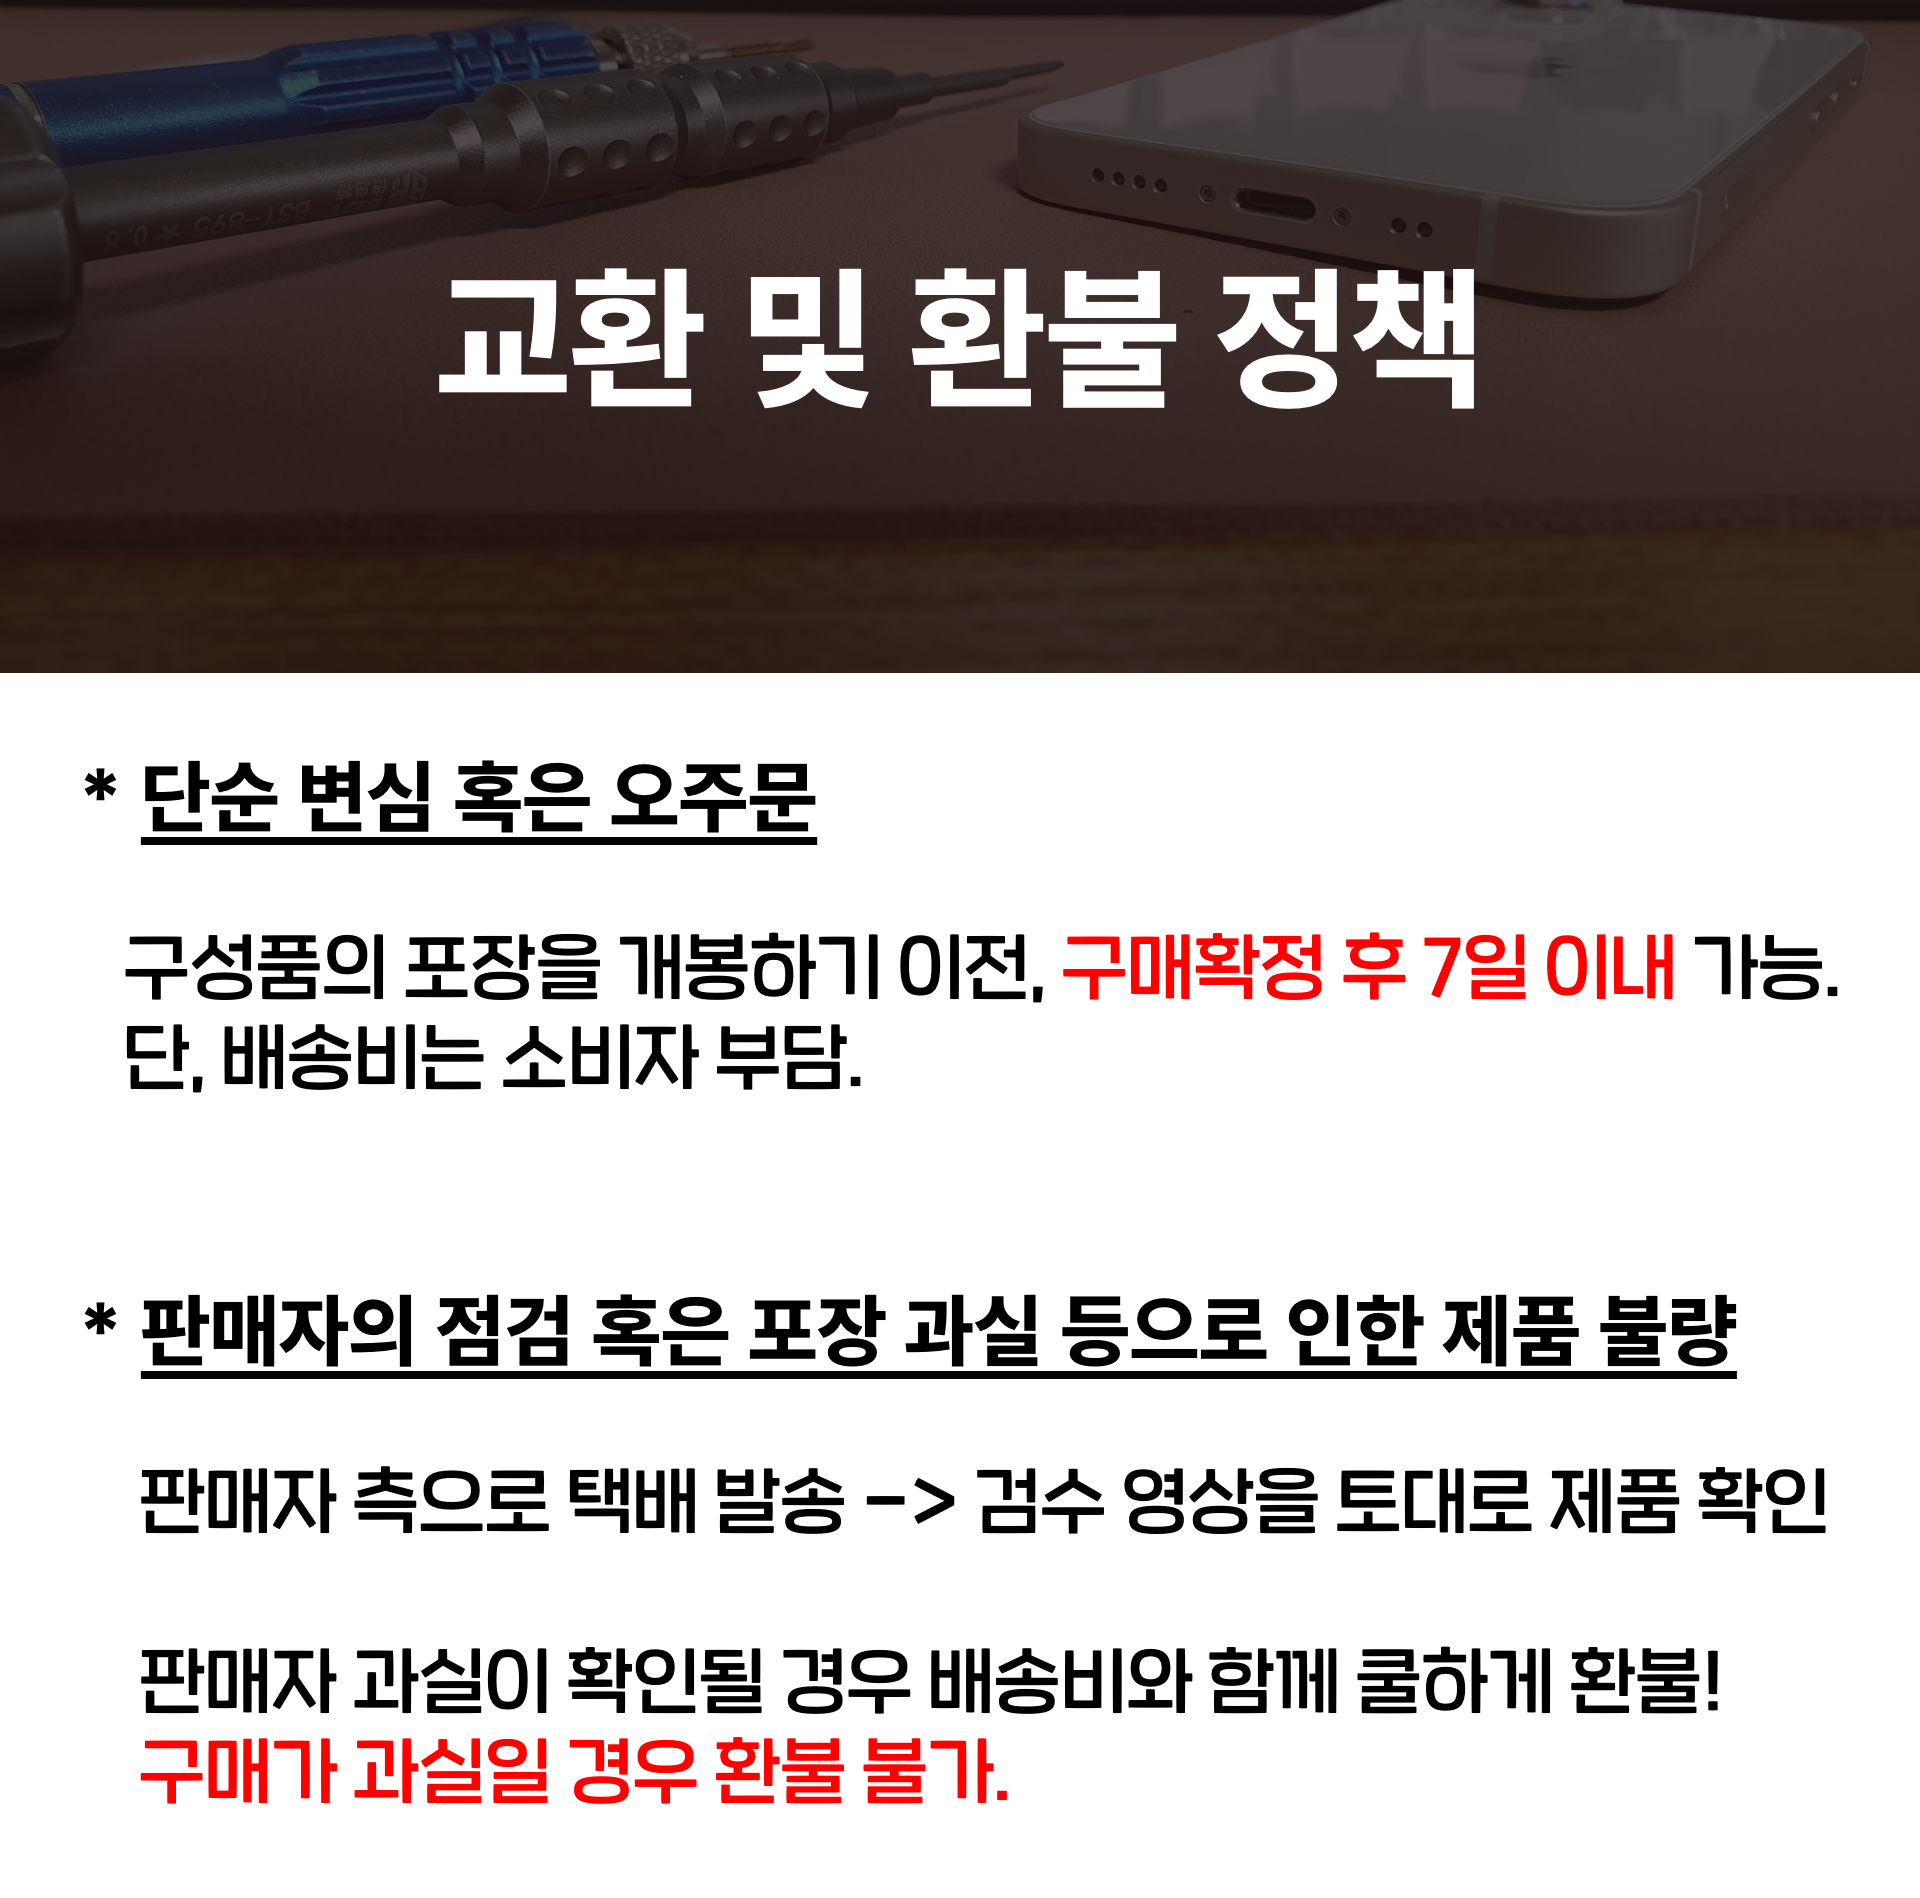 BST-895 ★ 0.8
교환 및 환불 정책
* 단순 변심 혹은 오주문
구성품의 포장을 개봉하기 이전, 구매확정 후 7일 이내 가능.
단, 배송비는 소비자 부담.
* 판매자의 점검 혹은 포장 과실 등으로 인한 제품 불량
판매자 측으로 택배 발송 -> 검수 영상을 토대로 제품 확인
판매자 과실이 확인될 경우 배송비와 함께 쿨하게 환불!
구매가 과실일 경우 환불 불가.